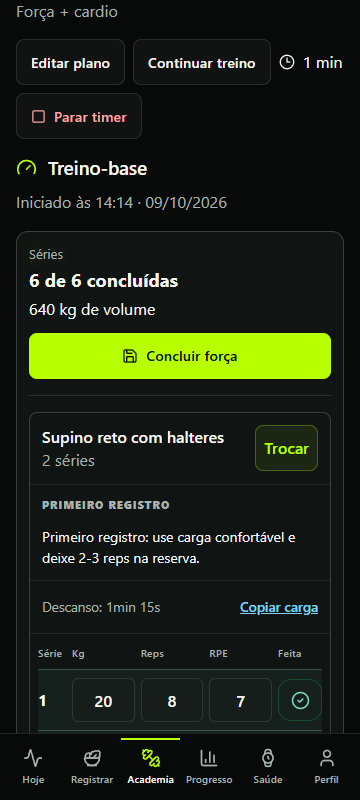 Força + cardio
Editar plano
Continuar treino
1 min
Parar timer
Treino-base
Iniciado às 14:14 · 09/10/2026
Séries
6 de 6 concluídas
640 kg de volume
Concluir força
Supino reto com halteres
2 séries
Trocar
PRIMEIRO REGISTRO
Primeiro registro: use carga confortável e
deixe 2-3 reps na reserva.
Descanso: 1min 15s
Copiar carga
Série Kg Reps RPE Feita
1 20 8 7
Hoje Registrar Academia Progresso Saúde Perfil